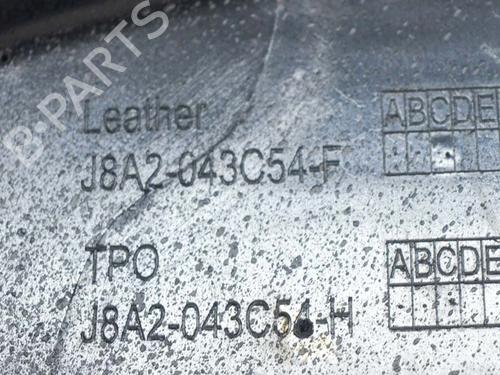 B-PARTS
Leather
J8A2-043C54-F
ABCDE
TPO
J8A2-043C54-H
ABCDE